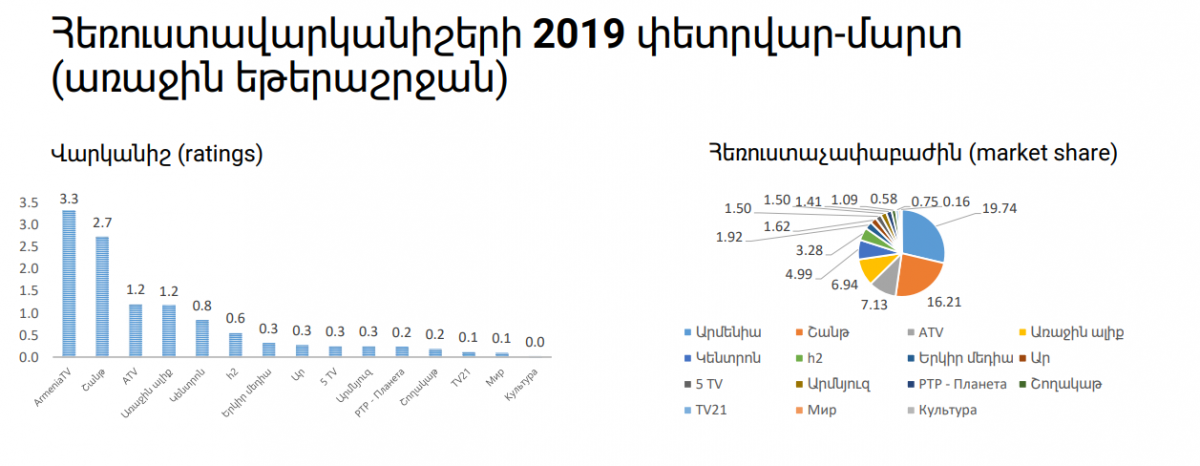 Հեռուստավարկանիշերի 2019 փետրվար-մարտ
(առաջին եթերաշրջան)
Վարկանիշ (ratings)
3.5
3.0
2.5
2.0
1.5
1.0
0.5
0.0
3.3
2.7
1.2
1.2
0.8
0.6
0.3
0.3
0.3
0.3
0.2
0.2
0.1
0.1
0.0
ArmeniaTV
Շանթ
ATV
Առաջին ալիք
Կենտրոն
h2
Երկիր մեդիա
Ար
5 TV
Արմնյուզ
РТР - Планета
Շողակաթ
TV21
Мир
Культура
Հեռուստաչափաբաժին (market share)
19.74
16.21
7.13
6.94
4.99
3.28
1.92
1.62
1.50
1.50
1.41
1.09
0.58
0.75
0.16
Արմենիա
Շանթ
ATV
Առաջին ալիք
Կենտրոն
h2
Երկիր մեդիա
Ար
5 TV
Արմնյուզ
РТР - Планета
Շողակաթ
TV21
Мир
Культура